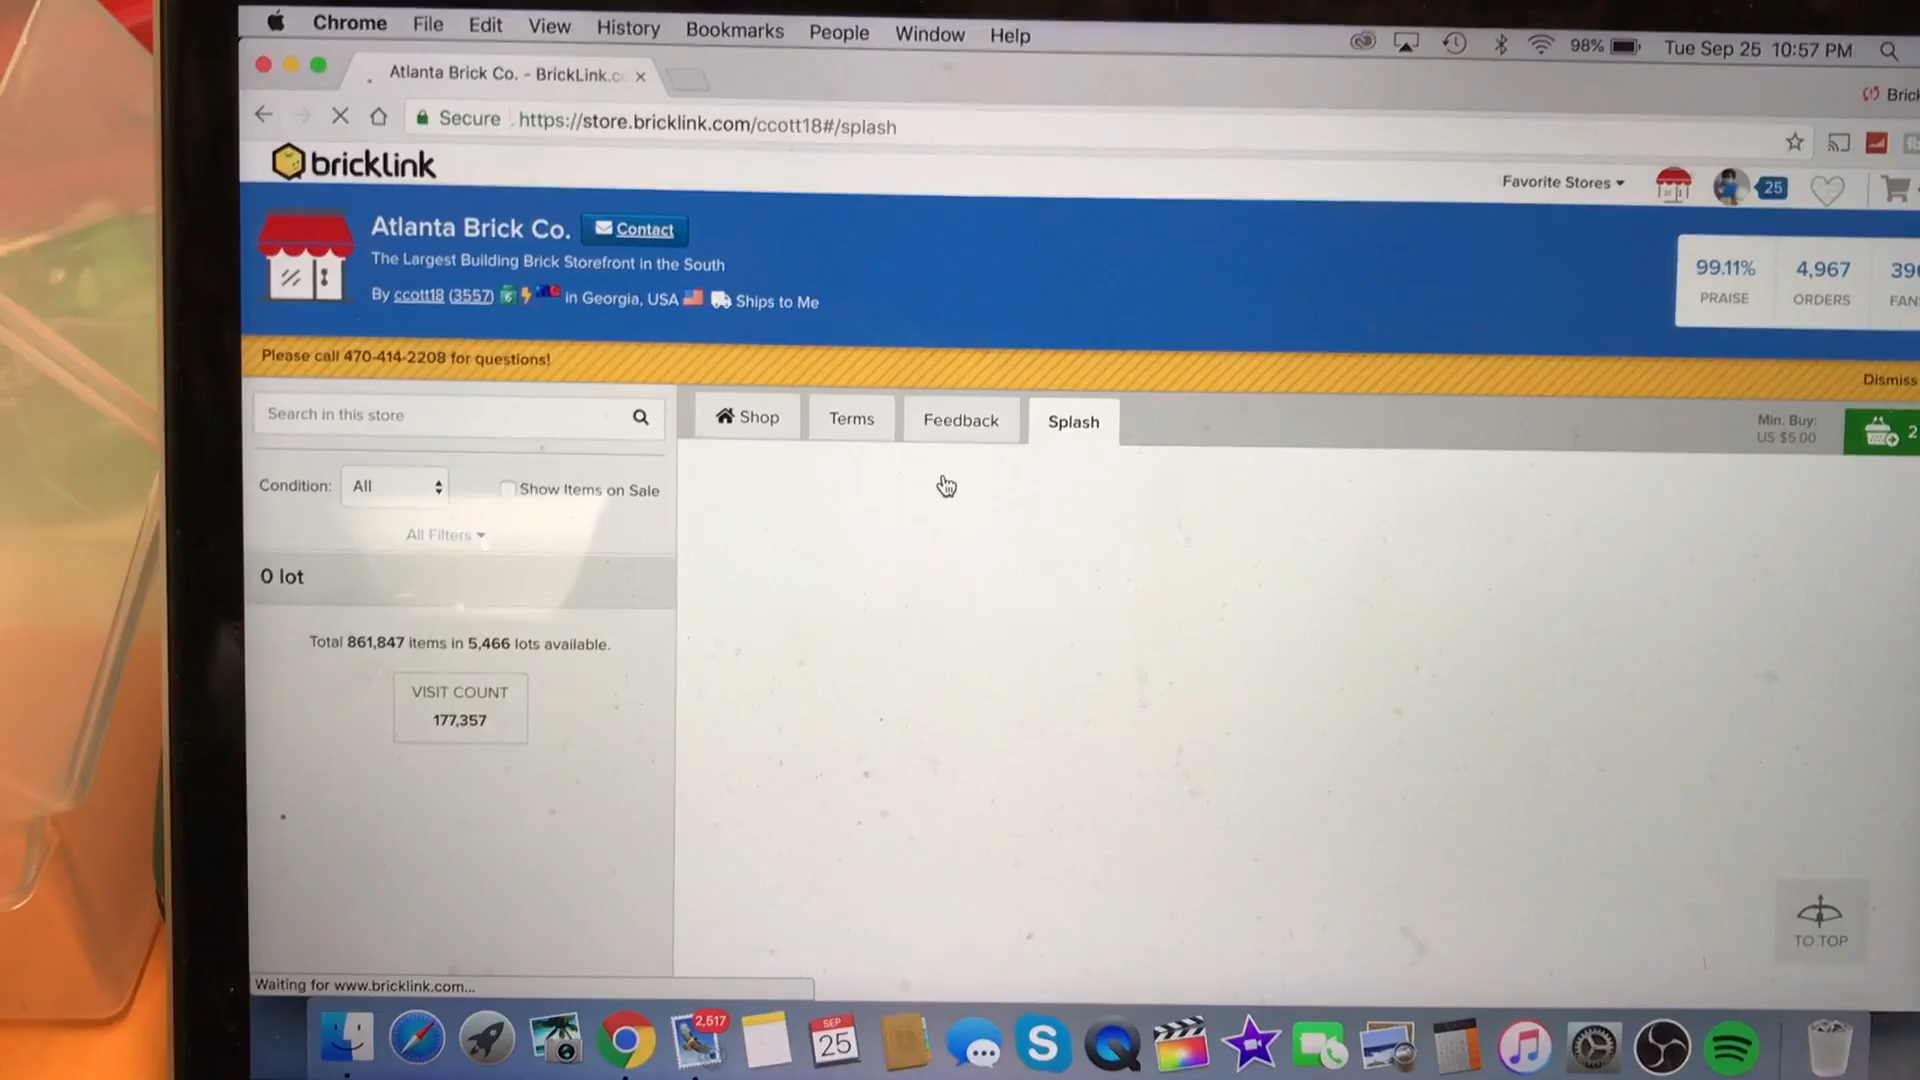 Chrome File Edit View History Bookmarks People Window Help 98% Tue Sep 25 10:57 PM
Atlanta Brick Co. - BrickLink.c
Brick
Secure https://store.bricklink.com/ccott18#/splash
bricklink
Favorite Stores 25
Atlanta Brick Co. Contact
The Largest Building Brick Storefront in the South
By ccott18 (3557) in Georgia, USA Ships to Me
99.11% 4,967 390
PRAISE ORDERS FAN
Please call 470-414-2208 for questions!
Dismiss
Search in this store
Shop Terms Feedback Splash
Min. Buy:
US $5.00
2
Condition: All Show Items on Sale
All Filters
0 lot
Total 861,847 items in 5,466 lots available.
VISIT COUNT
177,357
TO TOP
Waiting for www.bricklink.com...
2,517
SEP
25